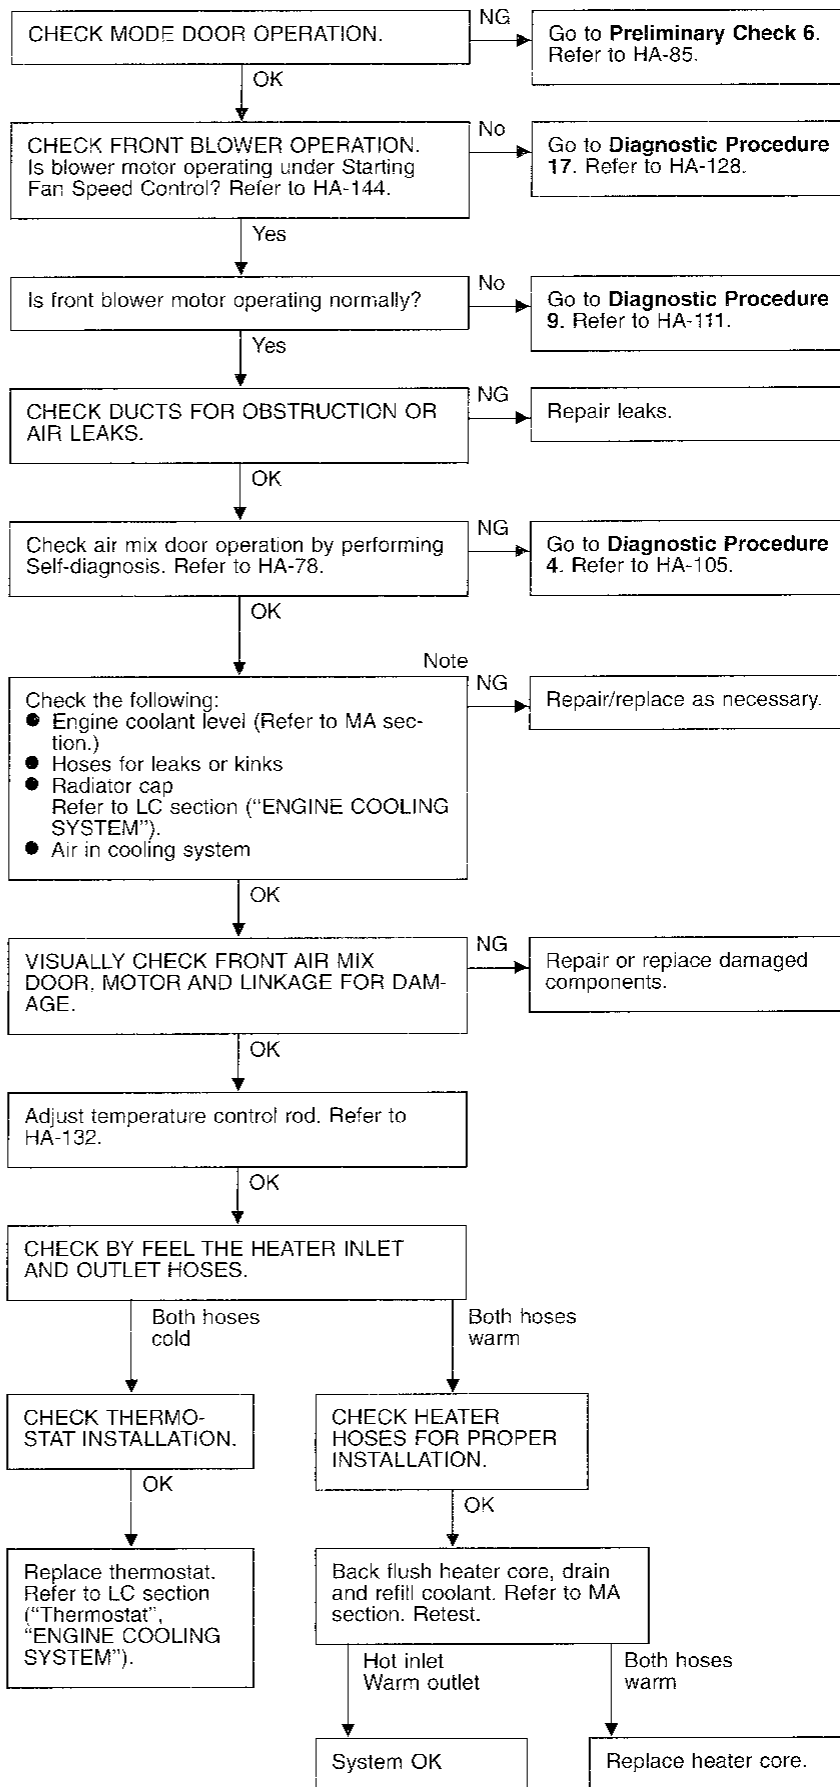 CHECK MODE DOOR OPERATION.
NG
Go to Preliminary Check 6.
Refer to HA-85.
OK
CHECK FRONT BLOWER OPERATION.
Is blower motor operating under Starting
Fan Speed Control? Refer to HA-144.
No
Go to Diagnostic Procedure
17. Refer to HA-128.
Yes
Is front blower motor operating normally?
No
Go to Diagnostic Procedure
9. Refer to HA-111.
Yes
CHECK DUCTS FOR OBSTRUCTION OR
AIR LEAKS.
NG
Repair leaks.
OK
Check air mix door operation by performing
Self-diagnosis. Refer to HA-78.
NG
Go to Diagnostic Procedure
4. Refer to HA-105.
OK
Note
Check the following:
● Engine coolant level (Refer to MA sec-
tion.)
● Hoses for leaks or kinks
● Radiator cap
Refer to LC section ("ENGINE COOLING
SYSTEM").
● Air in cooling system
NG
Repair/replace as necessary.
OK
VISUALLY CHECK FRONT AIR MIX
DOOR, MOTOR AND LINKAGE FOR DAM-
AGE.
NG
Repair or replace damaged
components.
OK
Adjust temperature control rod. Refer to
HA-132.
OK
CHECK BY FEEL THE HEATER INLET
AND OUTLET HOSES.
Both hoses
cold
Both hoses
warm
CHECK THERMO-
STAT INSTALLATION.
CHECK HEATER
HOSES FOR PROPER
INSTALLATION.
OK
OK
Replace thermostat.
Refer to LC section
("Thermostat",
"ENGINE COOLING
SYSTEM").
Back flush heater core, drain
and refill coolant. Refer to MA
section. Retest.
Hot inlet
Warm outlet
Both hoses
warm
System OK
Replace heater core.